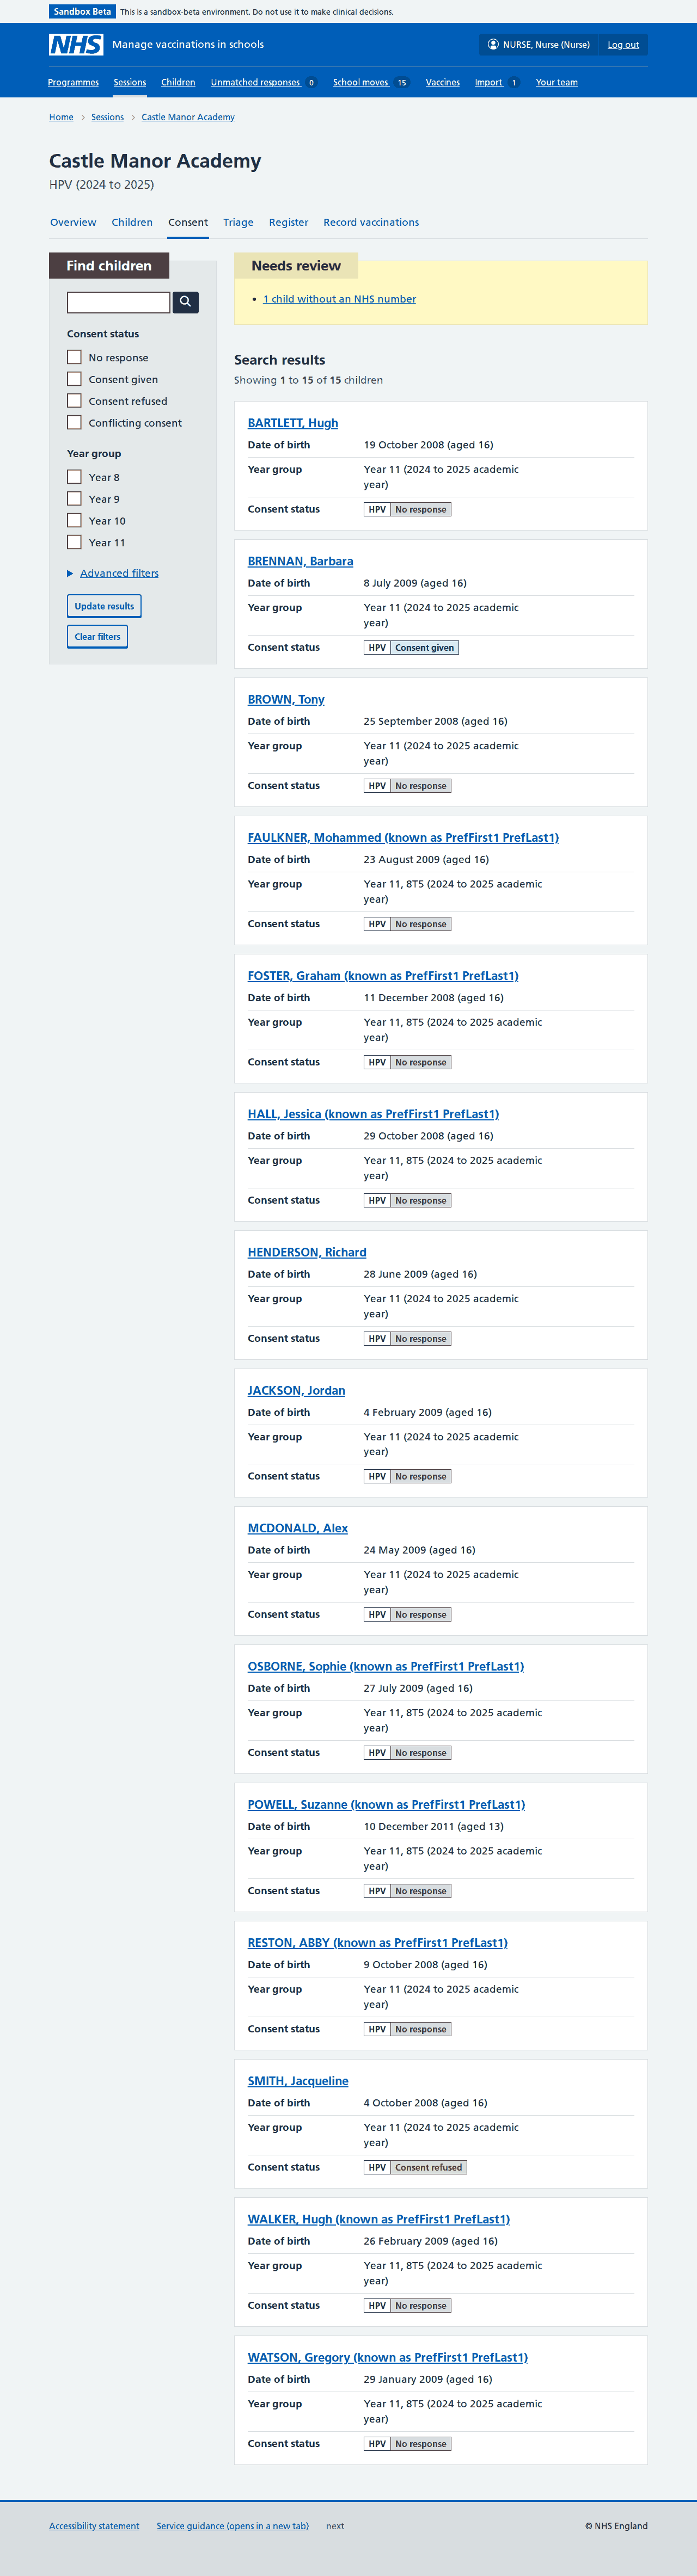 Sandbox Beta This is a sandbox-beta environment. Do not use it to make clinical decisions.
NHS Manage vaccinations in schools
NURSE, Nurse (Nurse) Log out
Programmes Sessions Children Unmatched responses 0 School moves 15 Vaccines Import 1 Your team
Home Sessions Castle Manor Academy
Castle Manor Academy
HPV (2024 to 2025)
Overview Children Consent Triage Register Record vaccinations
Find children
Consent status
No response
Consent given
Consent refused
Conflicting consent
Year group
Year 8
Year 9
Year 10
Year 11
Advanced filters
Update results
Clear filters
Needs review
1 child without an NHS number
Search results
Showing 1 to 15 of 15 children
BARTLETT, Hugh
Date of birth 19 October 2008 (aged 16)
Year group Year 11 (2024 to 2025 academic
year)
Consent status HPV No response
BRENNAN, Barbara
Date of birth 8 July 2009 (aged 16)
Year group Year 11 (2024 to 2025 academic
year)
Consent status HPV Consent given
BROWN, Tony
Date of birth 25 September 2008 (aged 16)
Year group Year 11 (2024 to 2025 academic
year)
Consent status HPV No response
FAULKNER, Mohammed (known as PrefFirst1 PrefLast1)
Date of birth 23 August 2009 (aged 16)
Year group Year 11, 8T5 (2024 to 2025 academic
year)
Consent status HPV No response
FOSTER, Graham (known as PrefFirst1 PrefLast1)
Date of birth 11 December 2008 (aged 16)
Year group Year 11, 8T5 (2024 to 2025 academic
year)
Consent status HPV No response
HALL, Jessica (known as PrefFirst1 PrefLast1)
Date of birth 29 October 2008 (aged 16)
Year group Year 11, 8T5 (2024 to 2025 academic
year)
Consent status HPV No response
HENDERSON, Richard
Date of birth 28 June 2009 (aged 16)
Year group Year 11 (2024 to 2025 academic
year)
Consent status HPV No response
JACKSON, Jordan
Date of birth 4 February 2009 (aged 16)
Year group Year 11 (2024 to 2025 academic
year)
Consent status HPV No response
MCDONALD, Alex
Date of birth 24 May 2009 (aged 16)
Year group Year 11 (2024 to 2025 academic
year)
Consent status HPV No response
OSBORNE, Sophie (known as PrefFirst1 PrefLast1)
Date of birth 27 July 2009 (aged 16)
Year group Year 11, 8T5 (2024 to 2025 academic
year)
Consent status HPV No response
POWELL, Suzanne (known as PrefFirst1 PrefLast1)
Date of birth 10 December 2011 (aged 13)
Year group Year 11, 8T5 (2024 to 2025 academic
year)
Consent status HPV No response
RESTON, ABBY (known as PrefFirst1 PrefLast1)
Date of birth 9 October 2008 (aged 16)
Year group Year 11 (2024 to 2025 academic
year)
Consent status HPV No response
SMITH, Jacqueline
Date of birth 4 October 2008 (aged 16)
Year group Year 11 (2024 to 2025 academic
year)
Consent status HPV Consent refused
WALKER, Hugh (known as PrefFirst1 PrefLast1)
Date of birth 26 February 2009 (aged 16)
Year group Year 11, 8T5 (2024 to 2025 academic
year)
Consent status HPV No response
WATSON, Gregory (known as PrefFirst1 PrefLast1)
Date of birth 29 January 2009 (aged 16)
Year group Year 11, 8T5 (2024 to 2025 academic
year)
Consent status HPV No response
Accessibility statement Service guidance (opens in a new tab) next © NHS England